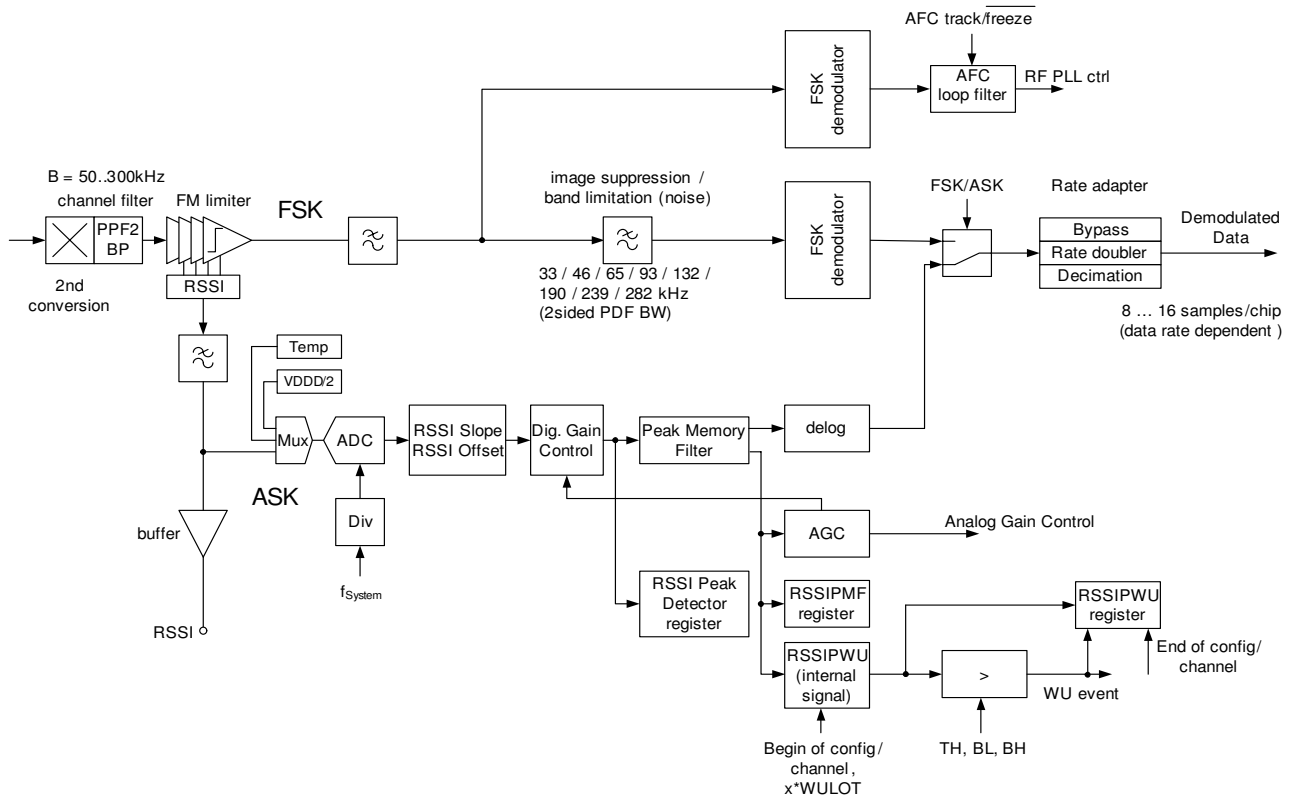 AFC track/freeze
FSK
demodulator
AFC
loop filter
RF PLL ctrl
B = 50..300kHz
channel filter
FM limiter
FSK
image suppression /
band limitation (noise)
FSK/ASK
Rate adapter
PPF2
BP
FSK
demodulator
Bypass
Rate doubler
Decimation
Demodulated
Data
2nd
conversion
RSSI
33 / 46 / 65 / 93 / 132 /
190 / 239 / 282 kHz
(2sided PDF BW)
8 ... 16 samples/chip
(data rate dependent )
Temp
VDDD/2
Mux
ADC
RSSI Slope
RSSI Offset
Dig. Gain
Control
Peak Memory
Filter
delog
ASK
buffer
Div
fSystem
AGC
Analog Gain Control
RSSI Peak
Detector
register
RSSIPMF
register
RSSIPWU
register
RSSI
RSSIPWU
(internal
signal)
>
WU event
End of config/
channel
Begin of config/
channel ,
x*WULOT
TH, BL, BH